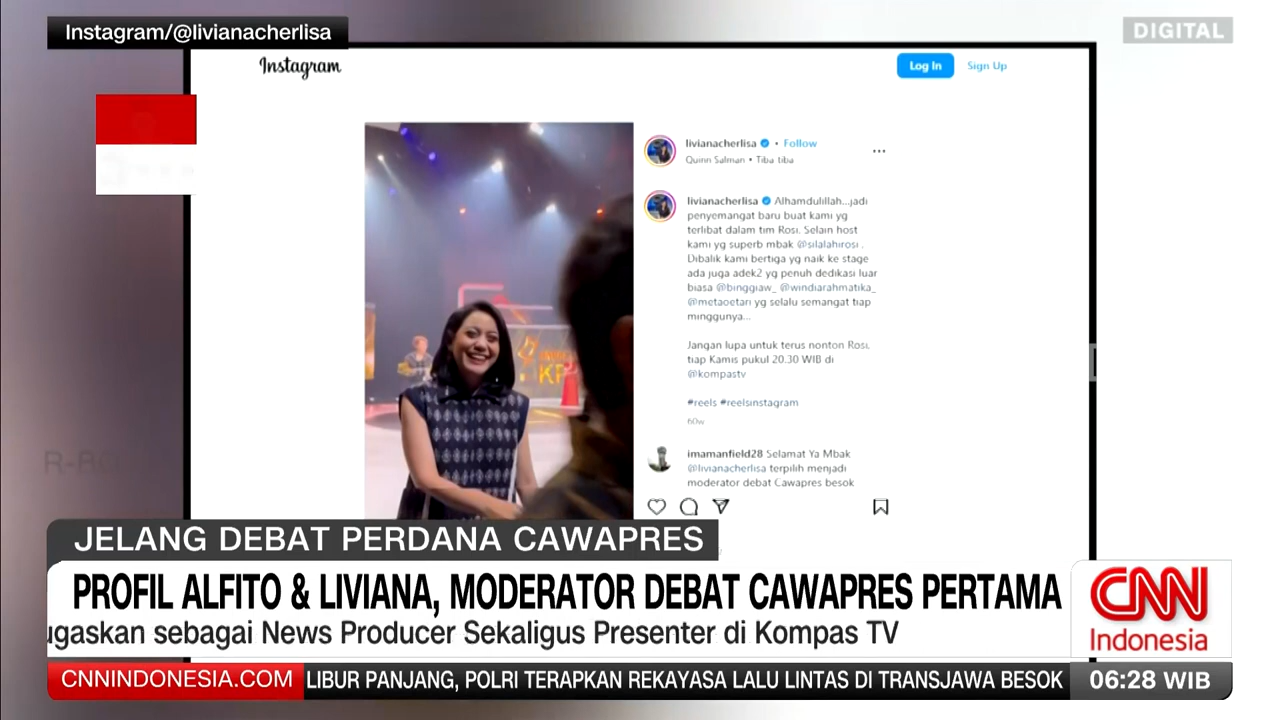 Instagram/@livianacherlisa
DIGITAL
Instagram
Log In
Sign Up
livianacherlisa • Follow
Quinn Salman • Tiba tiba
livianacherlisa Alhamdulillah...jadi
penyemangat baru buat kami yg
terlibat dalam tim Rosi. Selain host
kami yg superb mbak @silalahirosi .
Dibalik kami bertiga yg naik ke stage
ada juga adek2 yg penuh dedikasi luar
biasa @binggiaw_ @windiarahmatika_
@metaoetari yg selalu semangat tiap
minggunya...
Jangan lupa untuk terus nonton Rosi,
tiap Kamis pukul 20.30 WIB di
@kompastv
#reels #reelsinstagram
60w
imamanfield28 Selamat Ya Mbak
@livianacherlisa terpilih menjadi
moderator debat Cawapres besok
JELANG DEBAT PERDANA CAWAPRES
PROFIL ALFITO & LIVIANA, MODERATOR DEBAT CAWAPRES PERTAMA
ugaskan sebagai News Producer Sekaligus Presenter di Kompas TV
CNN
Indonesia
CNNINDONESIA.COM
LIBUR PANJANG, POLRI TERAPKAN REKAYASA LALU LINTAS DI TRANSJAWA BESOK
06:28 WIB